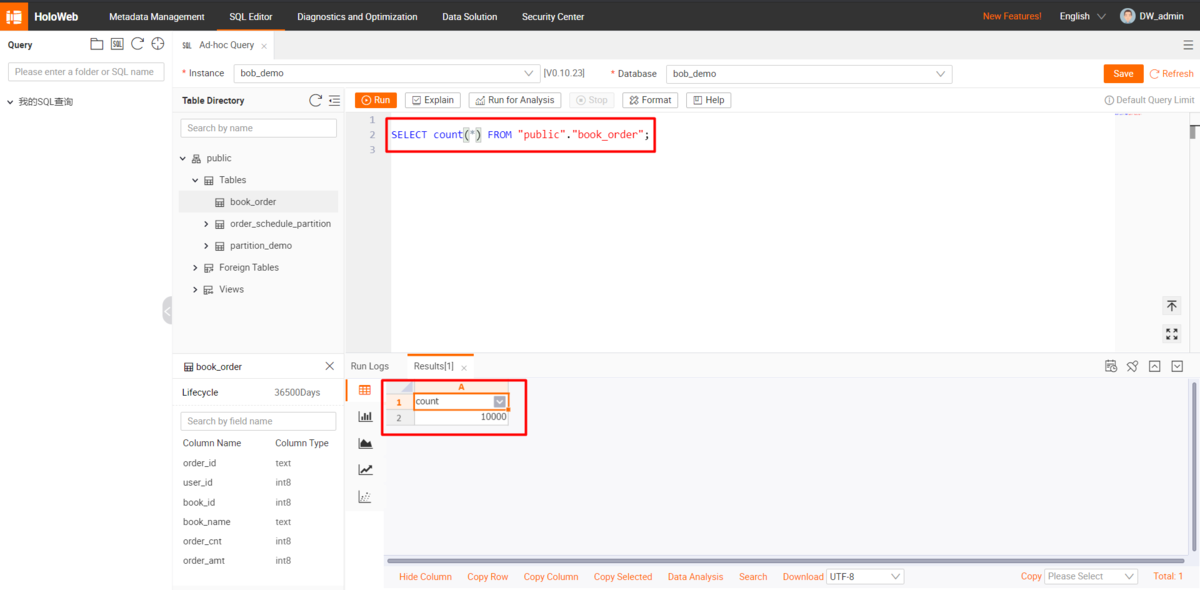 HoloWeb Metadata Management SQL Editor Diagnostics and Optimization Data Solution Security Center New Features! English DW_admin
Query SQL
SQL Ad-hoc Query
Please enter a folder or SQL name
* Instance bob_demo [V0.10.23] * Database bob_demo Save Refresh
我的SQL查询
Table Directory
Run Explain Run for Analysis Stop Format Help Default Query Limit
Search by name
public
Tables
book_order
order_schedule_partition
partition_demo
Foreign Tables
Views
1
2 SELECT count(*) FROM "public"."book_order";
3
book_order
Lifecycle 36500Days
Search by field name
Column Name Column Type
order_id text
user_id int8
book_id int8
book_name text
order_cnt int8
order_amt int8
Run Logs Results[1]
A
1 count
2 10000
Hide Column Copy Row Copy Column Copy Selected Data Analysis Search Download UTF-8 Copy Please Select Total: 1